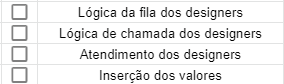 Lógica da fila dos designers
Lógica de chamada dos designers
Atendimento dos designers
Inserção dos valores